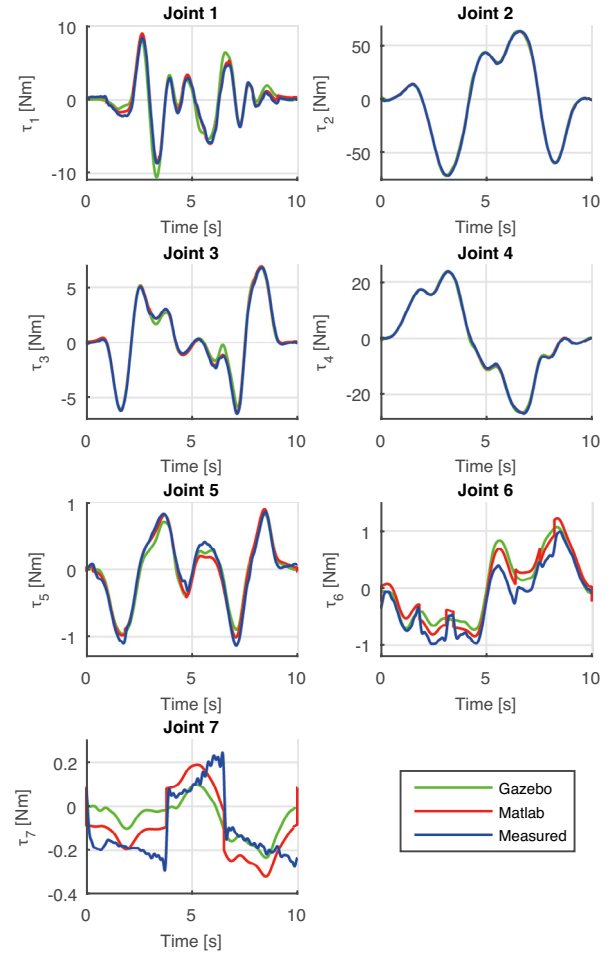 Joint 1
10
0
-10
τ1 [Nm]
0
5
10
Time [s]
Joint 2
50
0
-50
τ2 [Nm]
0
5
10
Time [s]
Joint 3
5
0
-5
τ3 [Nm]
0
5
10
Time [s]
Joint 4
20
0
-20
τ4 [Nm]
0
5
10
Time [s]
Joint 5
1
0
-1
τ5 [Nm]
0
5
10
Time [s]
Joint 6
1
0
-1
τ6 [Nm]
0
5
10
Time [s]
Joint 7
0.2
0
-0.2
-0.4
τ7 [Nm]
0
5
10
Time [s]
Gazebo
Matlab
Measured